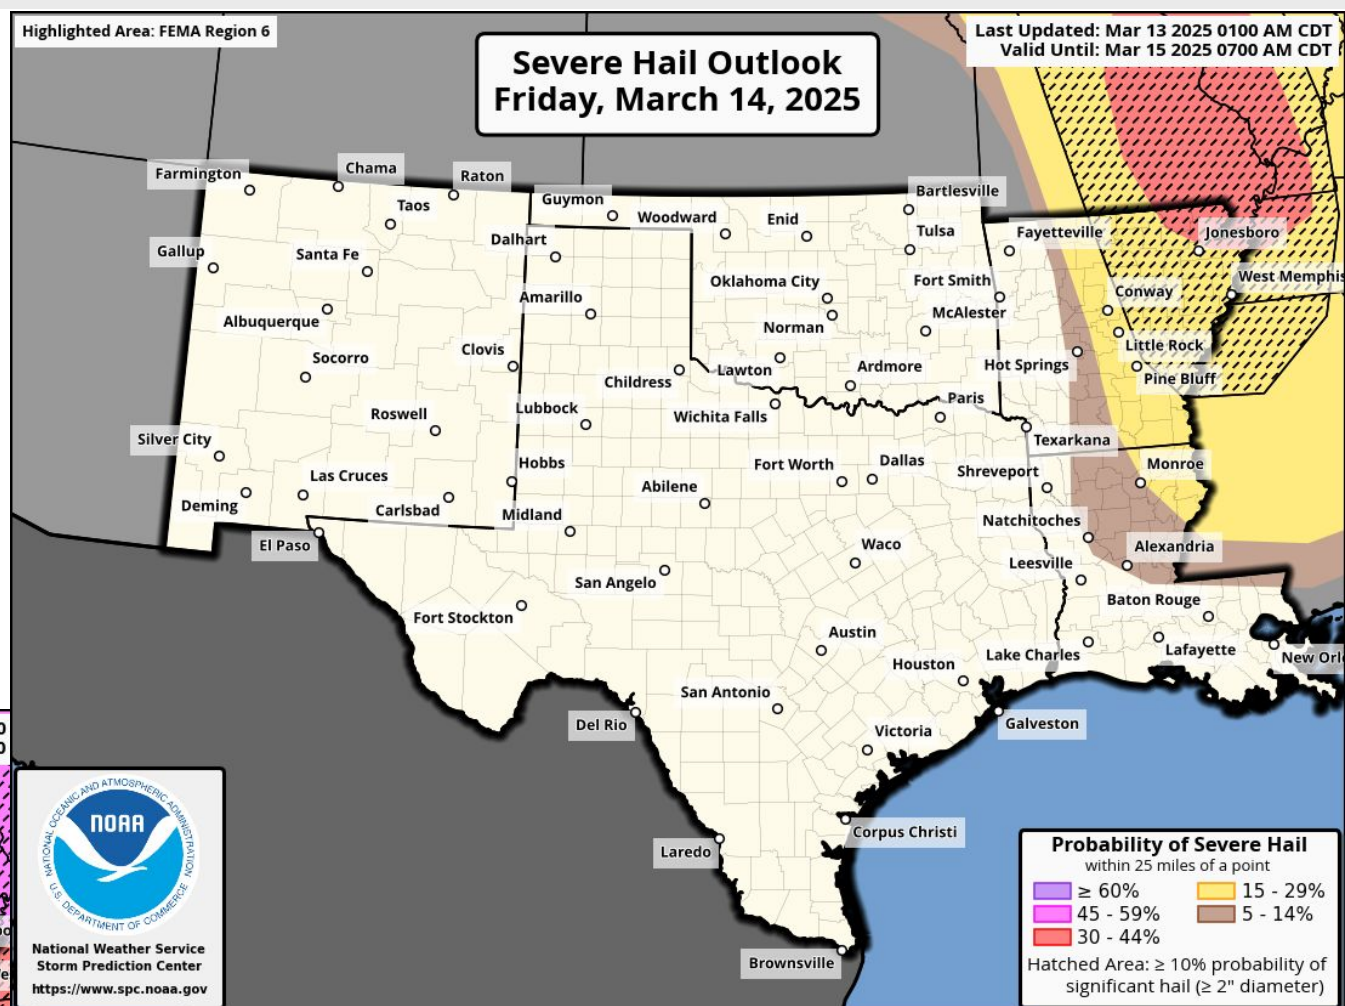 Highlighted Area: FEMA Region 6
Last Updated: Mar 13 2025 0100 AM CDT
Valid Until: Mar 15 2025 0700 AM CDT
Severe Hail Outlook
Friday, March 14, 2025
Farmington
Chama
Raton
Taos
Guymon
Woodward
Enid
Bartlesville
Tulsa
Fayetteville
Jonesboro
Gallup
Santa Fe
Dalhart
Oklahoma City
Fort Smith
Conway
West Memphis
Albuquerque
Amarillo
Norman
McAlester
Little Rock
Socorro
Clovis
Childress
Lawton
Ardmore
Hot Springs
Pine Bluff
Roswell
Lubbock
Wichita Falls
Paris
Texarkana
Silver City
Las Cruces
Hobbs
Abilene
Fort Worth
Dallas
Shreveport
Monroe
Deming
Carlsbad
Midland
Natchitoches
El Paso
San Angelo
Waco
Leesville
Alexandria
Fort Stockton
Austin
Baton Rouge
Houston
Lake Charles
Lafayette
San Antonio
Del Rio
Victoria
Galveston
Laredo
Corpus Christi
Brownsville
NATIONAL OCEANIC AND ATMOSPHERIC ADMINISTRATION
NOAA
U.S. DEPARTMENT OF COMMERCE
National Weather Service
Storm Prediction Center
https://www.spc.noaa.gov
Probability of Severe Hail
within 25 miles of a point
≥ 60%
15 - 29%
45 - 59%
5 - 14%
30 - 44%
Hatched Area: ≥ 10% probability of
significant hail (≥ 2" diameter)